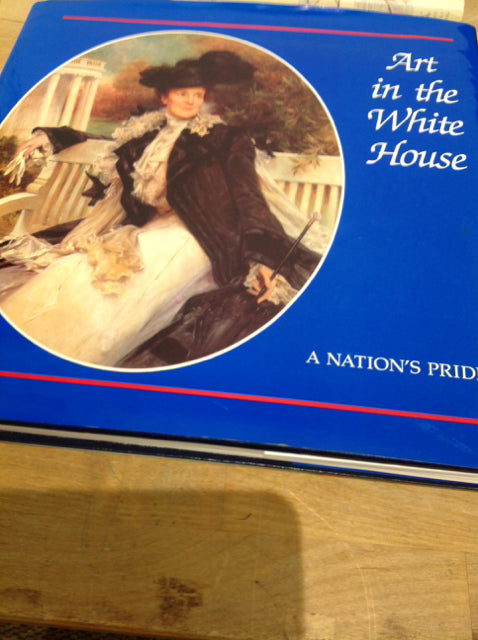 Art
in the
White
House
A NATION'S PRID